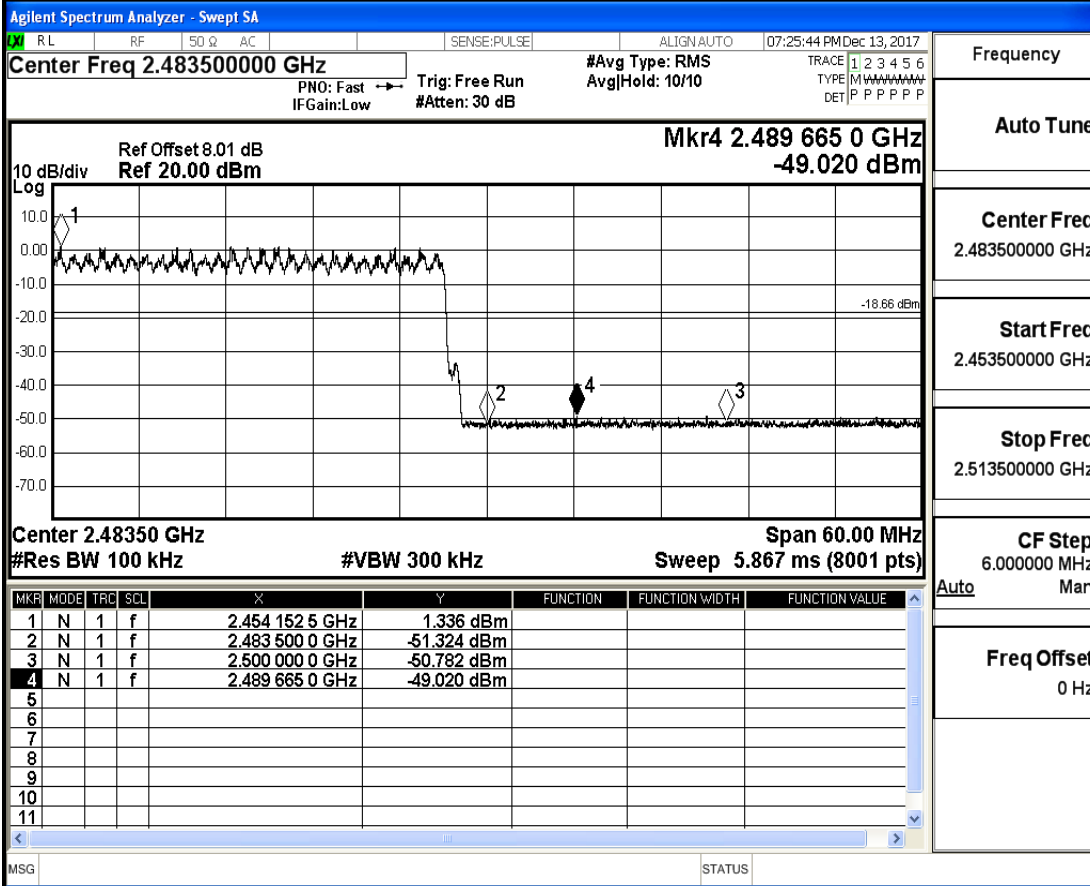 Agilent Spectrum Analyzer - Swept SA
LXI RL RF 50 Ω AC SENSE:PULSE ALIGN AUTO 07:25:44 PM Dec 13, 2017
Center Freq 2.483500000 GHz
PNO: Fast
IFGain:Low
Trig: Free Run
#Atten: 30 dB
#Avg Type: RMS
Avg|Hold: 10/10
TRACE 1 2 3 4 5 6
TYPE M WWWWW
DET P P P P P P
Mkr4 2.489 665 0 GHz
-49.020 dBm
Ref Offset 8.01 dB
10 dB/div Ref 20.00 dBm
Log
10.0
0.00
-10.0
-20.0
-30.0
-40.0
-50.0
-60.0
-70.0
1
2
4
3
-18.66 dBm
Center 2.48350 GHz Span 60.00 MHz
#Res BW 100 kHz #VBW 300 kHz Sweep 5.867 ms (8001 pts)
MKR MODE TRC SCL X Y FUNCTION FUNCTION WIDTH FUNCTION VALUE
1 N 1 f 2.454 152 5 GHz 1.336 dBm
2 N 1 f 2.483 500 0 GHz -51.324 dBm
3 N 1 f 2.500 000 0 GHz -50.782 dBm
4 N 1 f 2.489 665 0 GHz -49.020 dBm
5
6
7
8
9
10
11
MSG STATUS
Frequency
Auto Tune
Center Freq
2.483500000 GHz
Start Freq
2.453500000 GHz
Stop Freq
2.513500000 GHz
CF Step
6.000000 MHz
Auto Man
Freq Offset
0 Hz